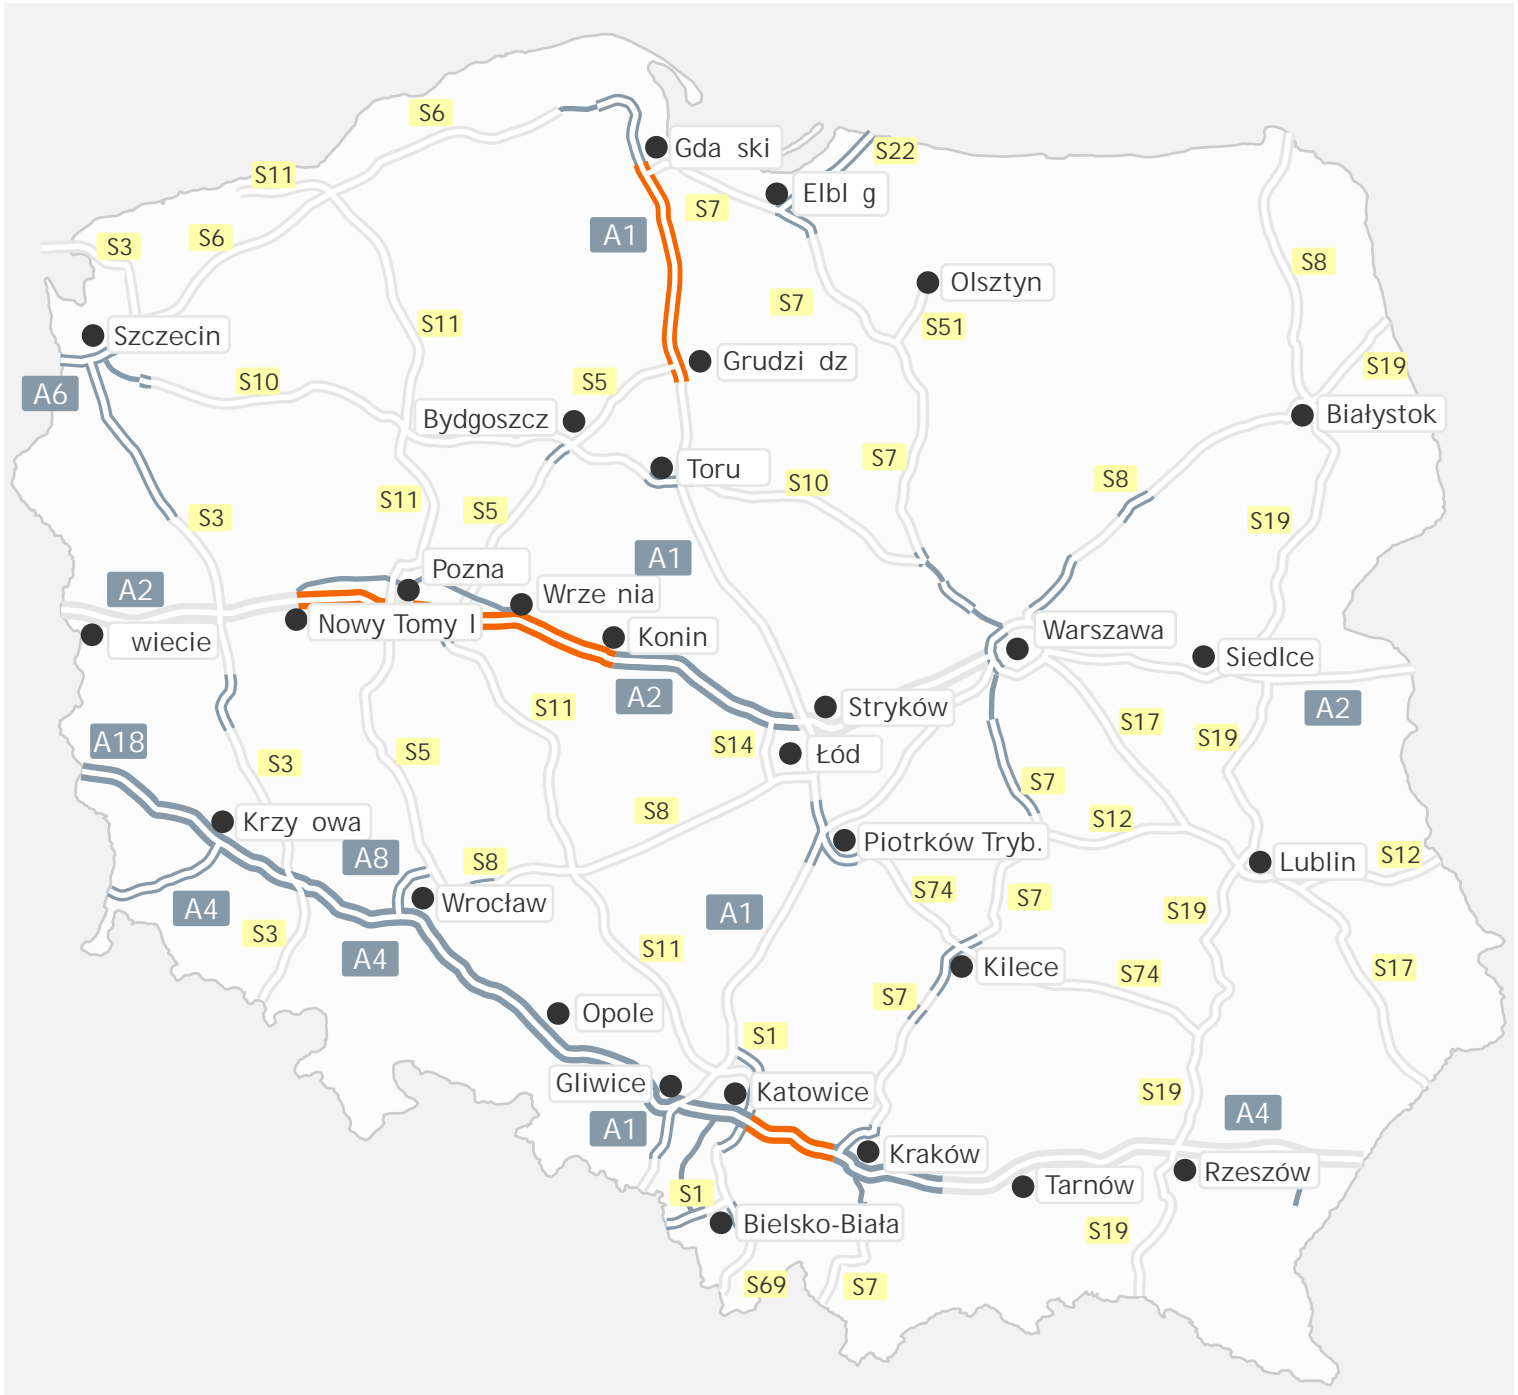 S6
Gda ski
S22
S11
Elbl g
S7
A1
S6
S3
S8
Olsztyn
S7
S11
S51
Szczecin
Grudzi dz
S19
S10
S5
A6
Bydgoszcz
Białystok
S7
Toru
S8
S10
S11
S5
S3
S19
A1
Pozna
A2
Wrze nia
Nowy Tomy l
Konin
Warszawa
wiecie
Siedlce
A2
S11
Stryków
A2
S17
A18
S14
S19
S5
Łód
S3
S7
S8
S12
Krzy owa
Piotrków Tryb.
A8
S8
Lublin
S12
S74
S7
Wrocław
A4
A1
S19
S3
S11
A4
Kilece
S74
S17
S7
Opole
S1
Gliwice
Katowice
S19
A4
A1
Kraków
Rzeszów
Tarnów
S1
Bielsko-Biała
S19
S69
S7